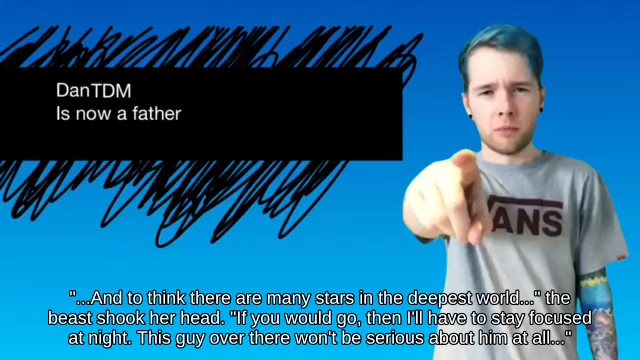 DanTDM
Is now a father
VANS
"...And to think there are many stars in the deepest world..." the
beast shook her head. "If you would go, then I'll have to stay focused
at night. This guy over there won't be serious about him at all..."